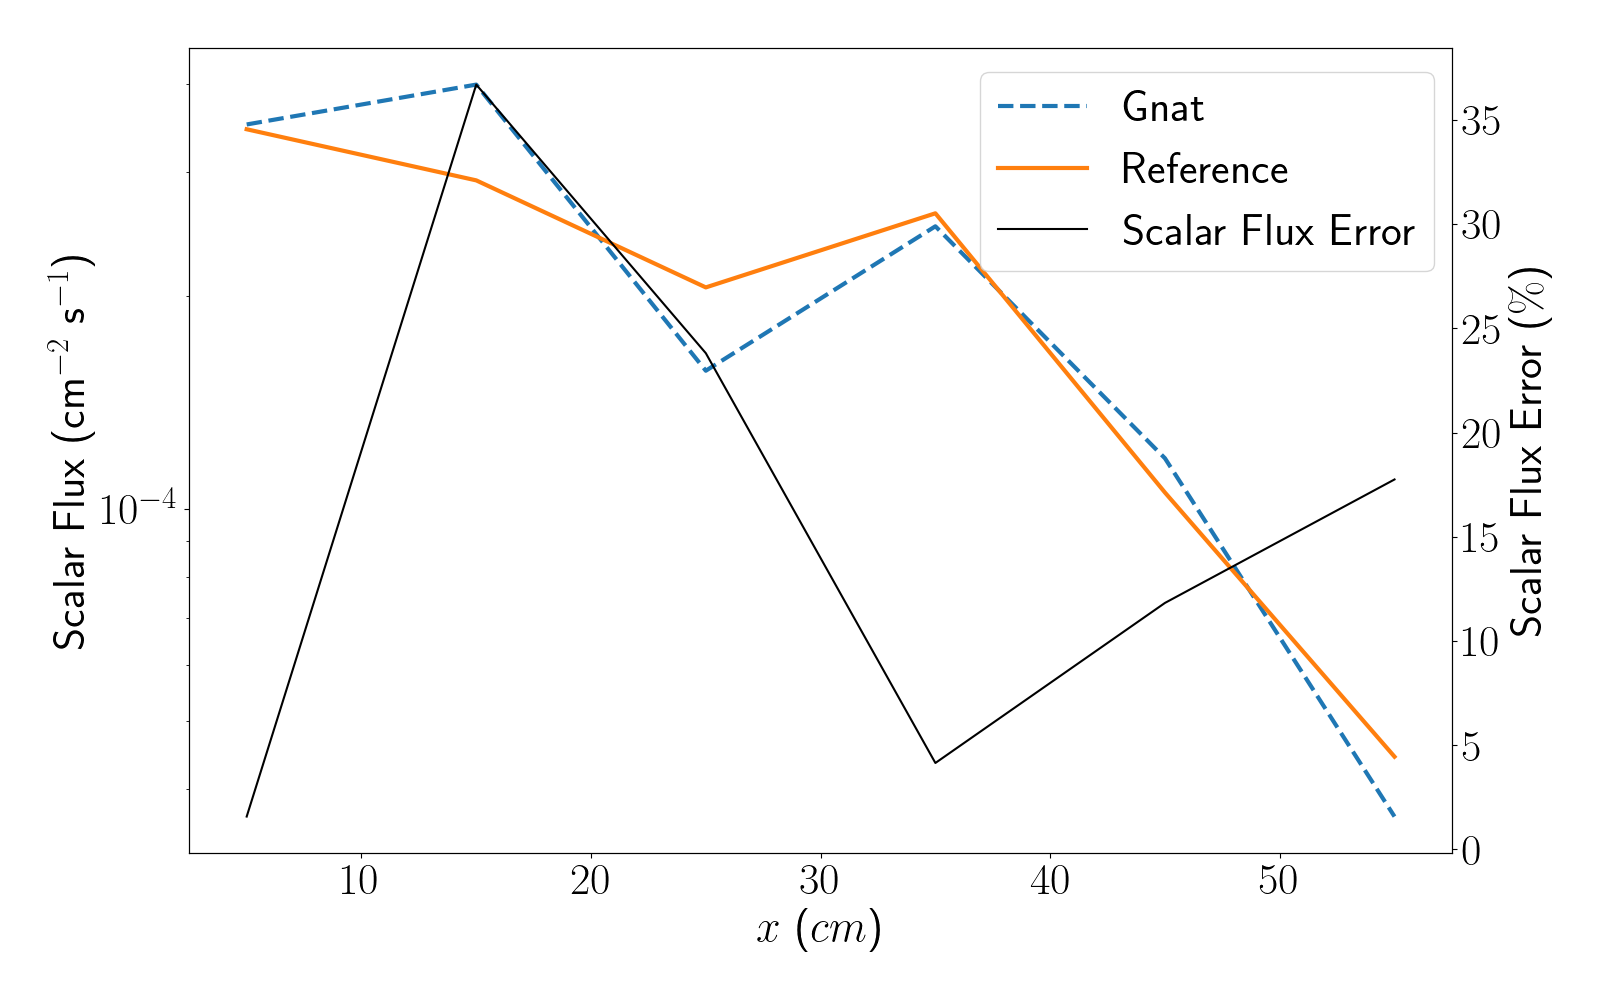 Gnat
Reference
Scalar Flux Error
Scalar Flux (cm⁻² s⁻¹)
10⁻⁴
35
30
25
20
15
10
5
0
Scalar Flux Error (%)
10 20 30 40 50
x (cm)